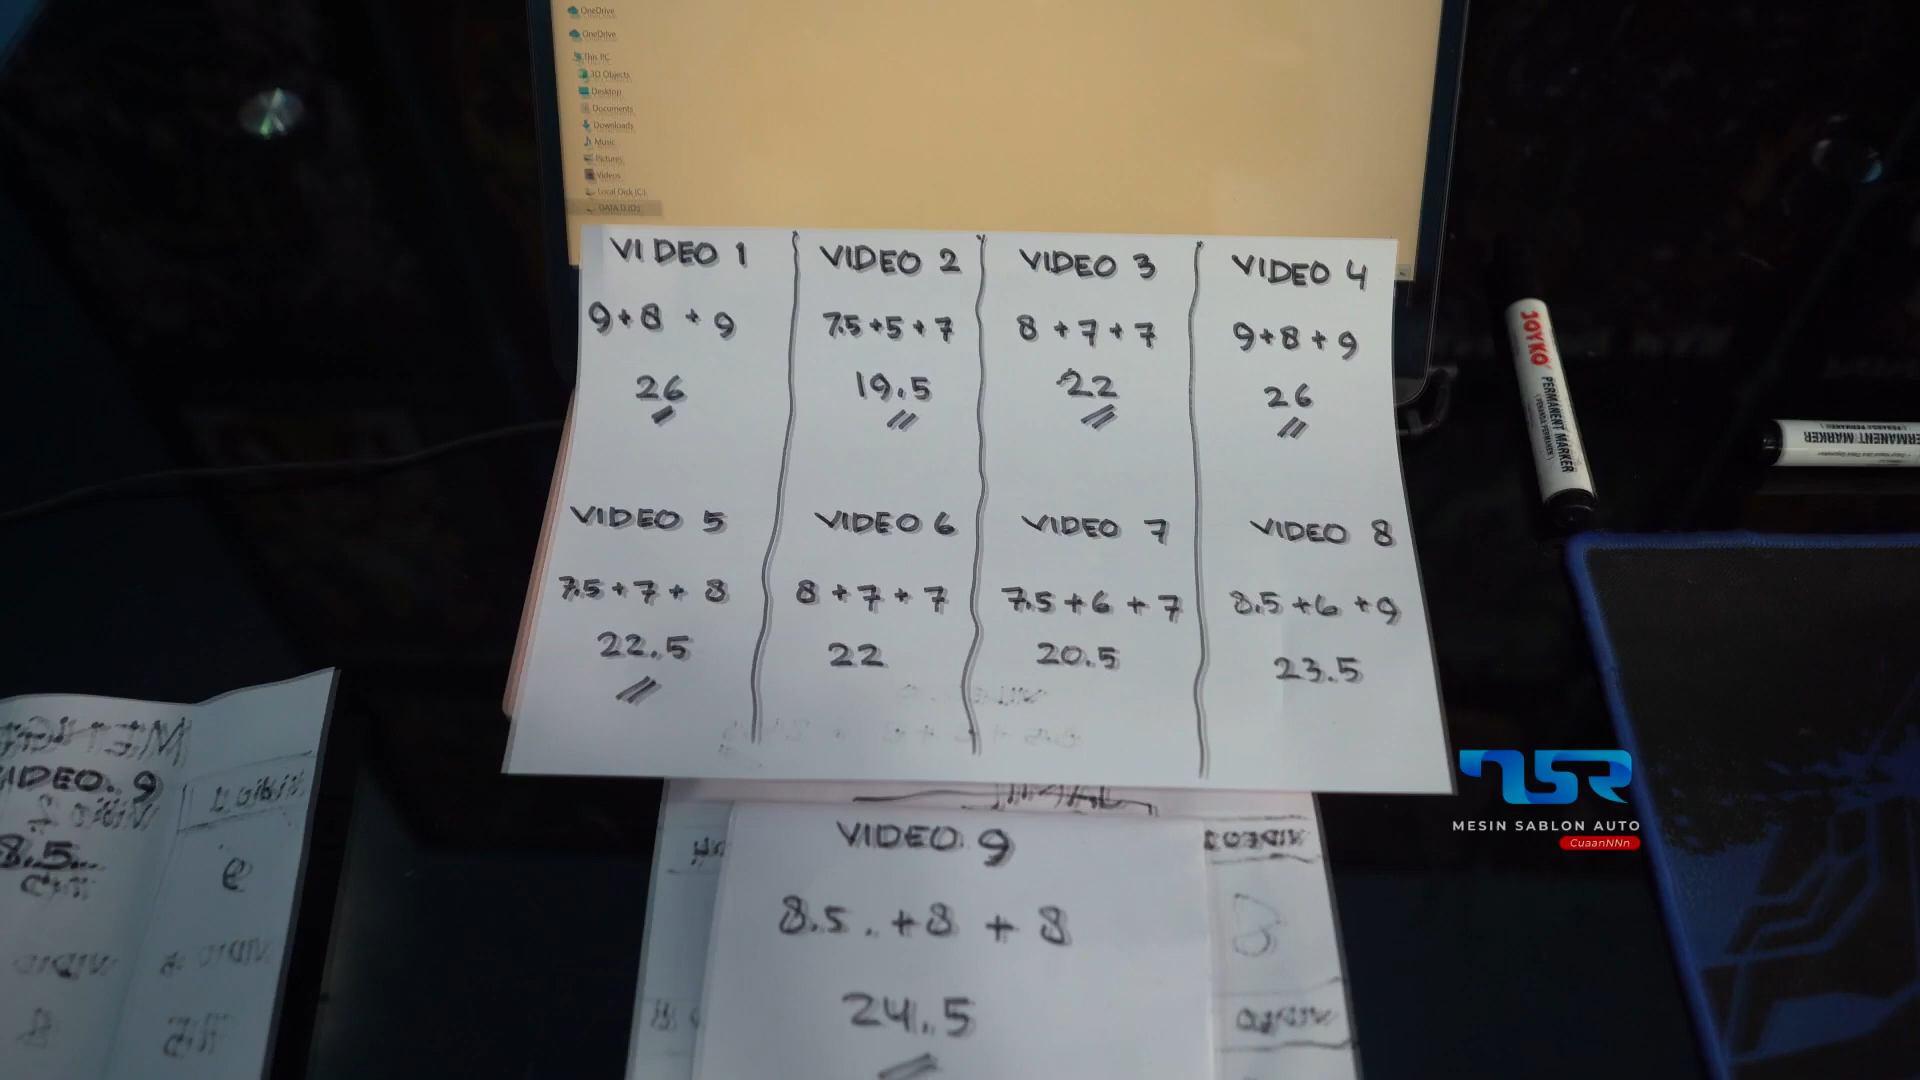 OneDrive
OneDrive
This PC
3D Objects
Desktop
Documents
Downloads
Music
Pictures
Videos
Local Disk (C:)
DATA D (D:)
VIDEO 1
9+8+9
26
VIDEO 2
7.5+5+7
19.5
VIDEO 3
8+7+7
22
VIDEO 4
9+8+9
26
VIDEO 5
7.5+7+8
22.5
VIDEO 6
8+7+7
22
VIDEO 7
7.5+6+7
20.5
VIDEO 8
8.5+6+9
23.5
VIDEO. 9
8.5.+8+8
24.5
VIDEO. 9
8.5..
JOYKO
PERMANENT MARKER
PERMANENT MARKER
NSR
MESIN SABLON AUTO
CuaanNNn